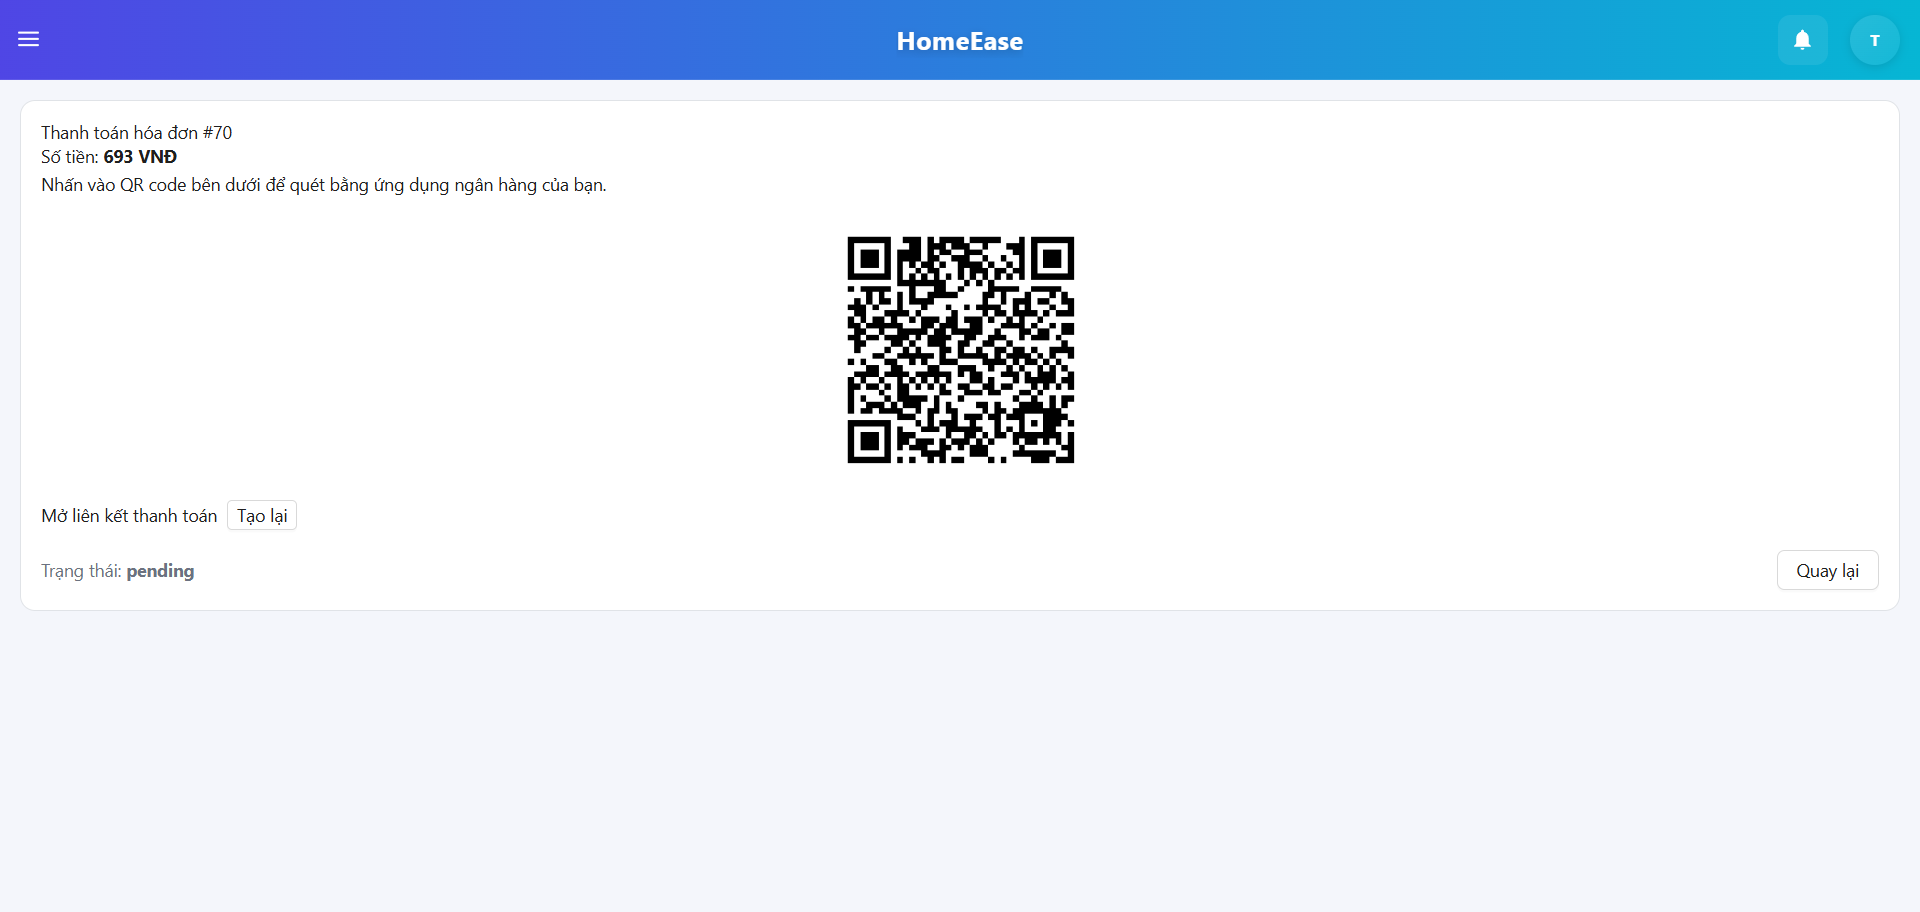 HomeEase
T
Thanh toán hóa đơn #70
Số tiền: 693 VNĐ
Nhấn vào QR code bên dưới để quét bằng ứng dụng ngân hàng của bạn.
Mở liên kết thanh toán Tạo lại
Trạng thái: pending
Quay lại